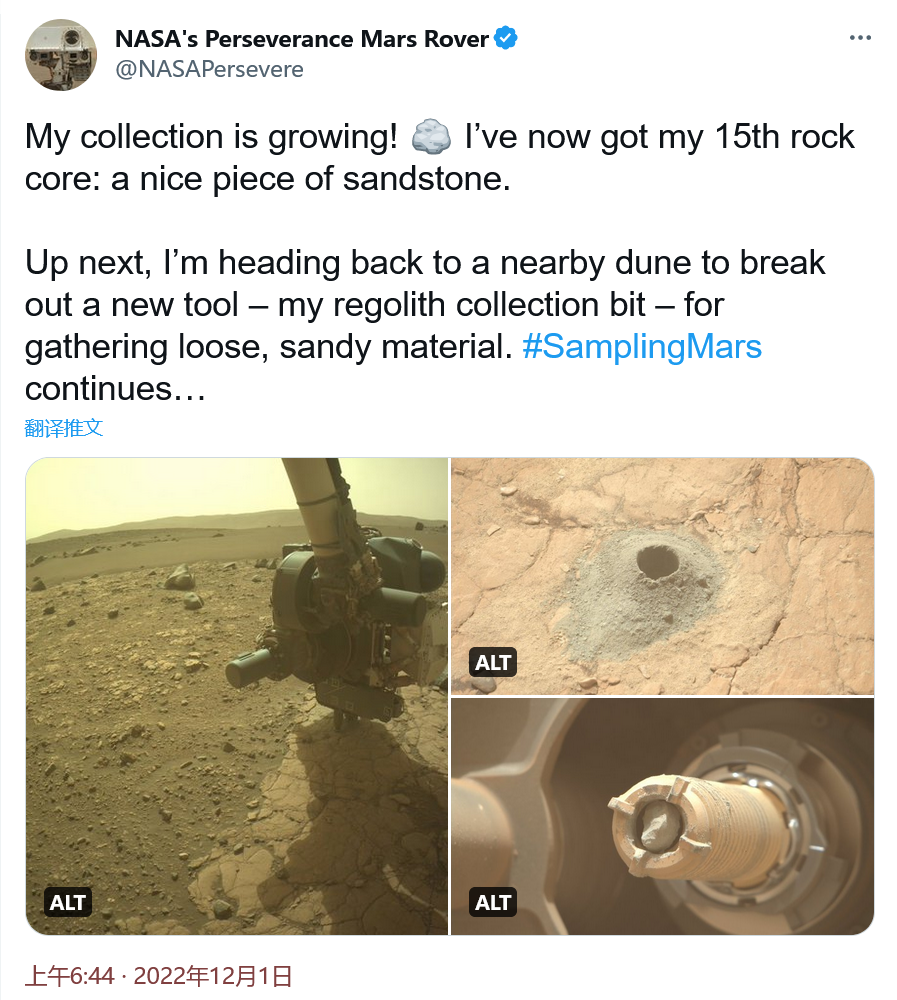 NASA's Perseverance Mars Rover
@NASAPersevere
My collection is growing! 🪨 I’ve now got my 15th rock
core: a nice piece of sandstone.
Up next, I’m heading back to a nearby dune to break
out a new tool – my regolith collection bit – for
gathering loose, sandy material. #SamplingMars
continues…
翻译推文
ALT
ALT
ALT
上午6:44 · 2022年12月1日